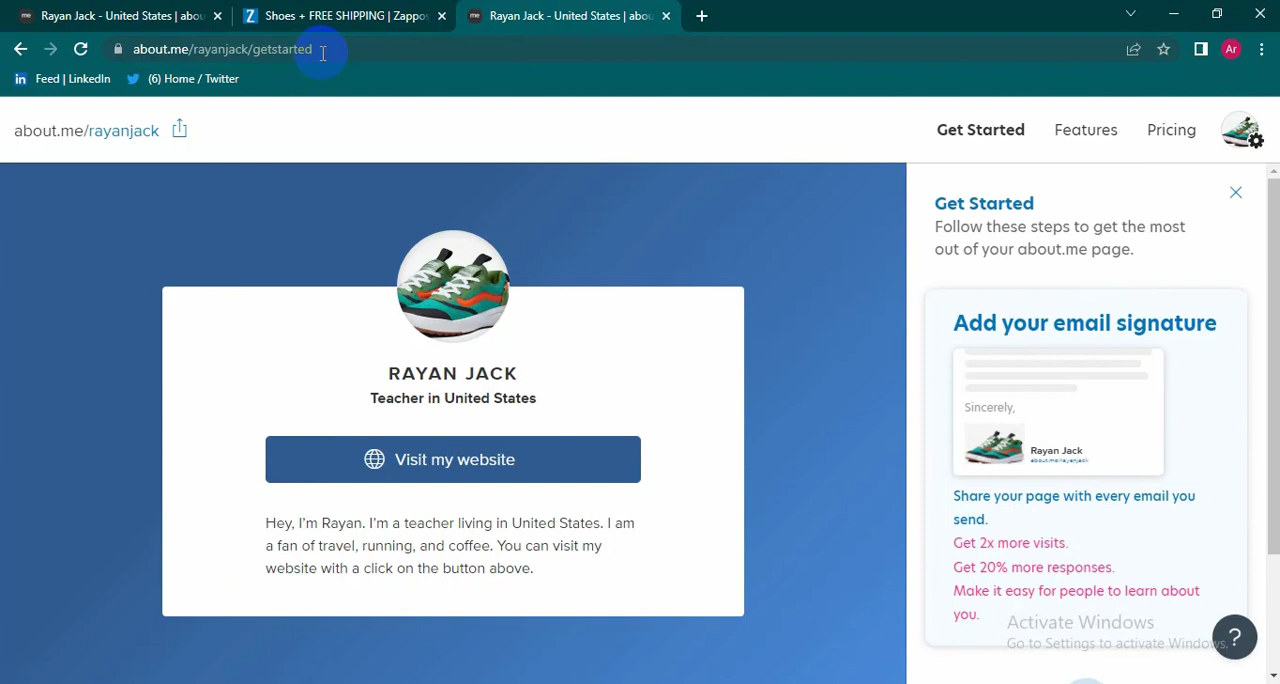 Rayan Jack - United States | abou
Shoes + FREE SHIPPING | Zappos
Rayan Jack - United States | abou
about.me/rayanjack/getstarted
Ar
Feed | LinkedIn
(6) Home / Twitter
about.me/rayanjack
Get Started
Features
Pricing
RAYAN JACK
Teacher in United States
Visit my website
Hey, I'm Rayan. I'm a teacher living in United States. I am
a fan of travel, running, and coffee. You can visit my
website with a click on the button above.
Get Started
Follow these steps to get the most
out of your about.me page.
Add your email signature
Sincerely,
Rayan Jack
about.me/rayanjack
Share your page with every email you
send.
Get 2x more visits.
Get 20% more responses.
Make it easy for people to learn about
you.
Activate Windows
Go to Settings to activate Windows.
?